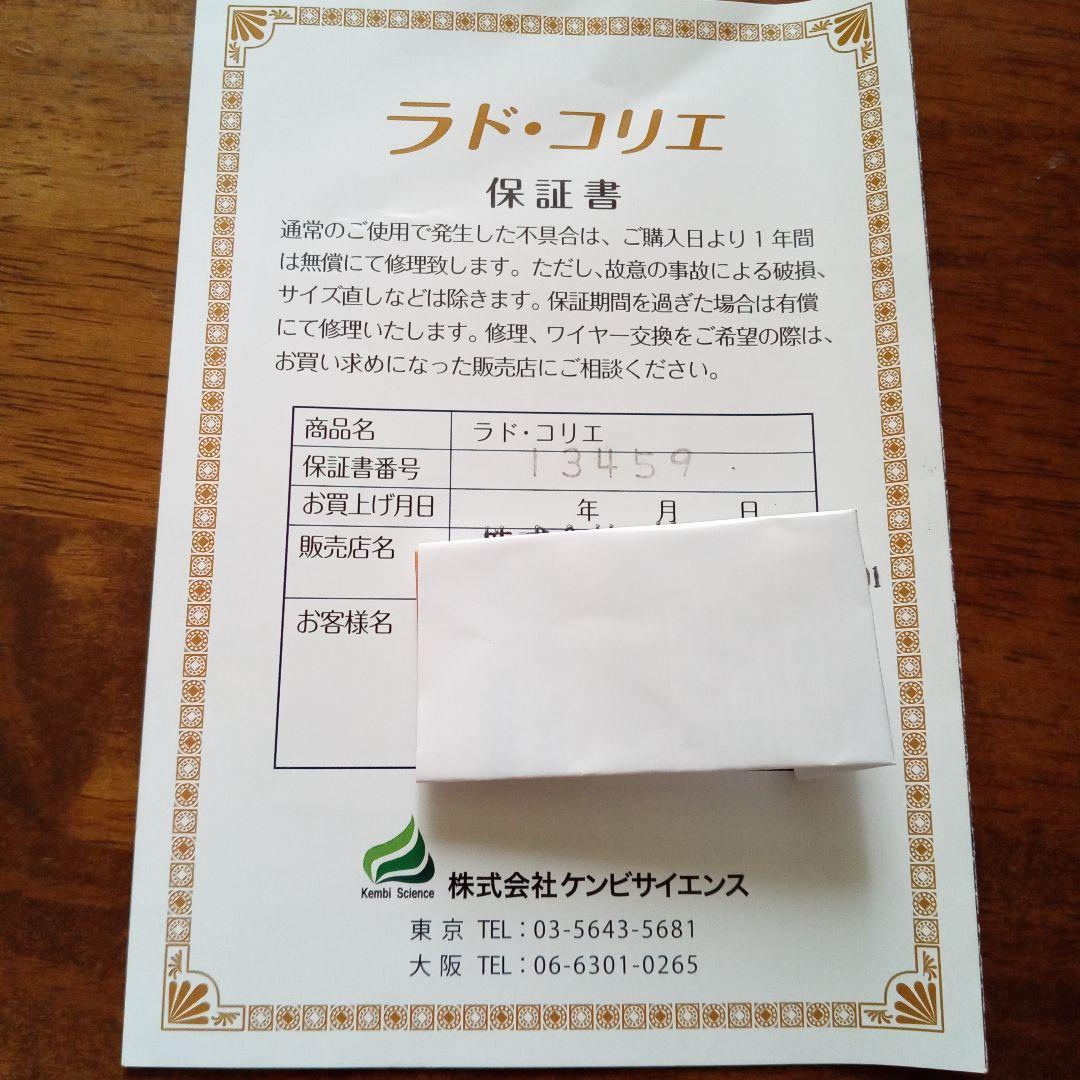 ラド・コリエ
保証書
通常のご使用で発生した不具合は、ご購入日より1年間
は無償にて修理致します。ただし、故意の事故による破損、
サイズ直しなどは除きます。保証期間を過ぎた場合は有償
にて修理いたします。修理、ワイヤー交換をご希望の際は、
お買い求めになった販売店にご相談ください。
商品名 ラド・コリエ
保証書番号 13459
お買上げ月日 年 月 日
販売店名
お客様名
Kembi Science 株式会社ケンビサイエンス
東京 TEL：03-5643-5681
大阪 TEL：06-6301-0265